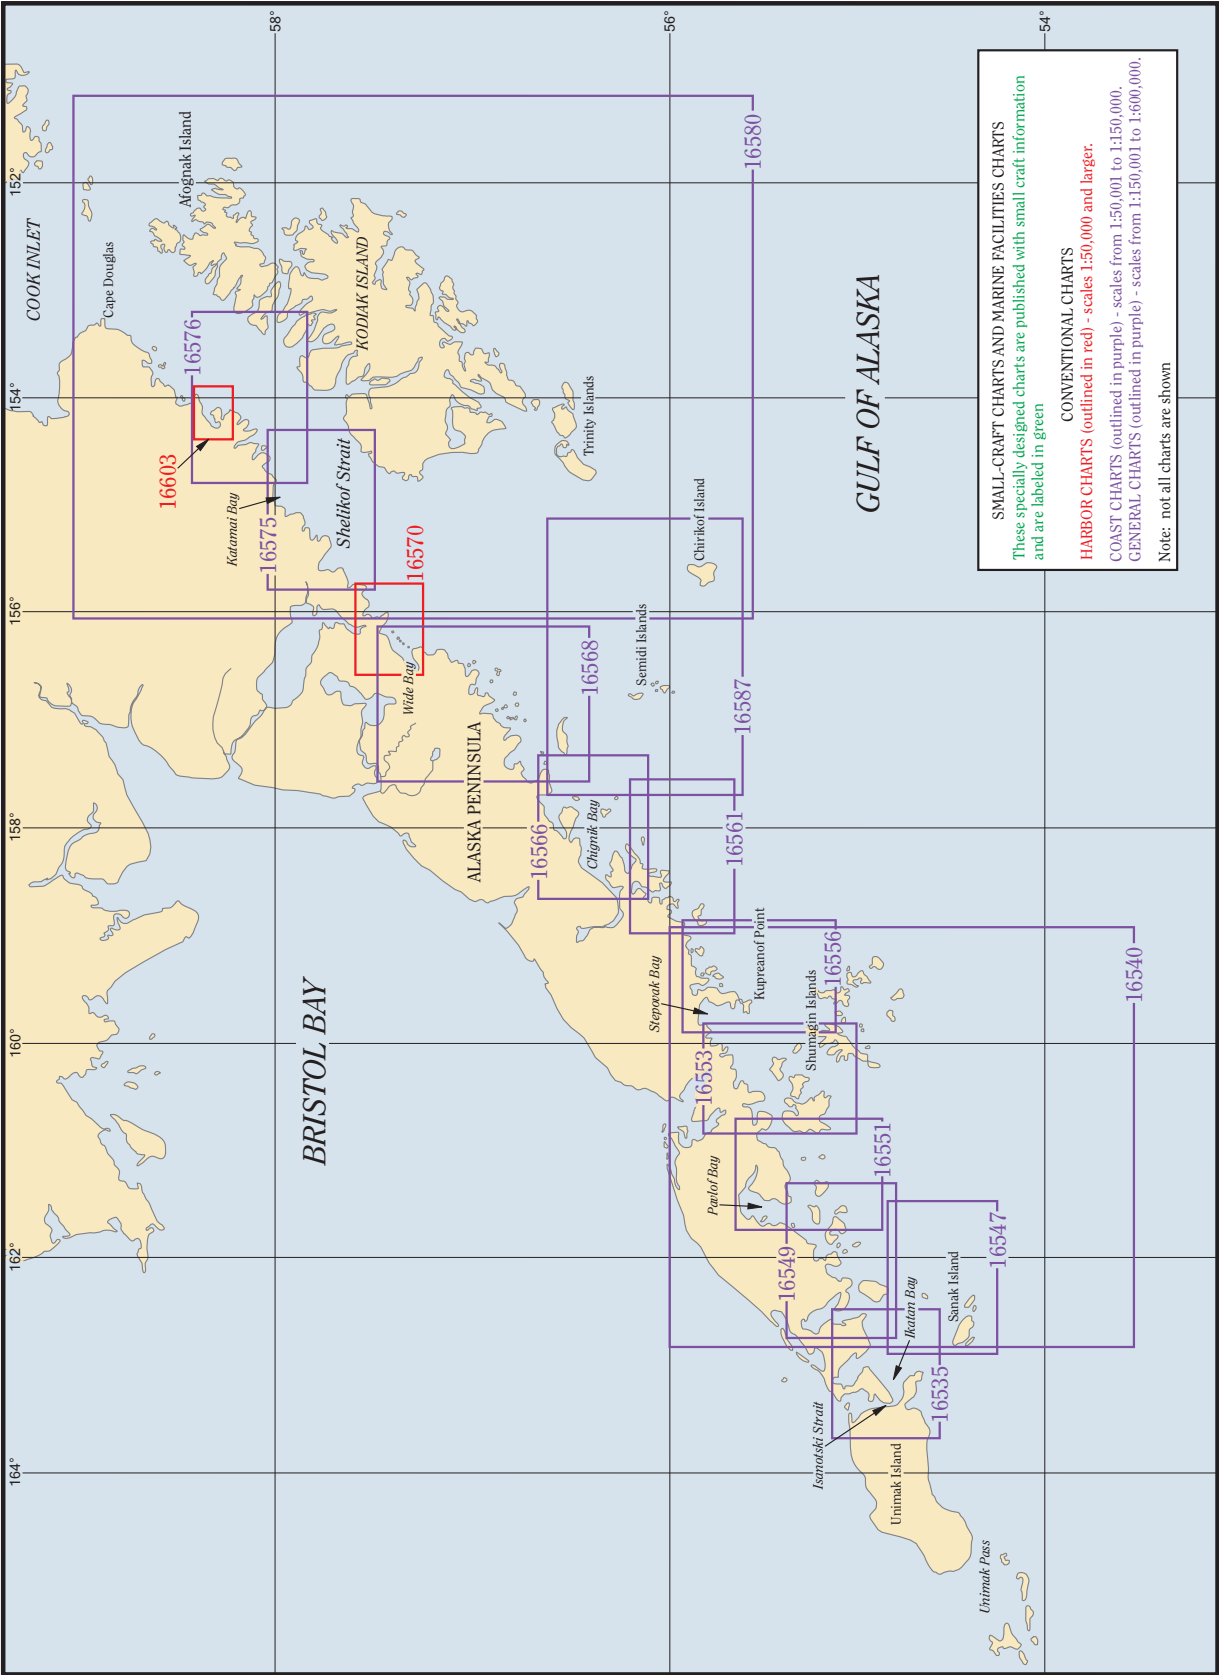 58°
56°
54°
152°
154°
156°
158°
160°
162°
164°
COOK INLET
Cape Douglas
Afognak Island
KODIAK ISLAND
Trinity Islands
Shelikof Strait
Katamai Bay
Wide Bay
ALASKA PENINSULA
Semidi Islands
Chirikof Island
GULF OF ALASKA
Chignik Bay
Kupreanof Point
Stepovak Bay
Shumagin Islands
BRISTOL BAY
Pavlof Bay
Sanak Island
Ikatan Bay
Isanotski Strait
Unimak Island
Unimak Pass
16580
16576
16603
16575
16570
16568
16587
16566
16561
16556
16540
16553
16551
16549
16547
16535
SMALL-CRAFT CHARTS AND MARINE FACILITIES CHARTS
These specially designed charts are published with small craft information
and are labeled in green
CONVENTIONAL CHARTS
HARBOR CHARTS (outlined in red) - scales 1:50,000 and larger.
COAST CHARTS (outlined in purple) - scales from 1:50,001 to 1:150,000.
GENERAL CHARTS (outlined in purple) - scales from 1:150,001 to 1:600,000.
Note: not all charts are shown